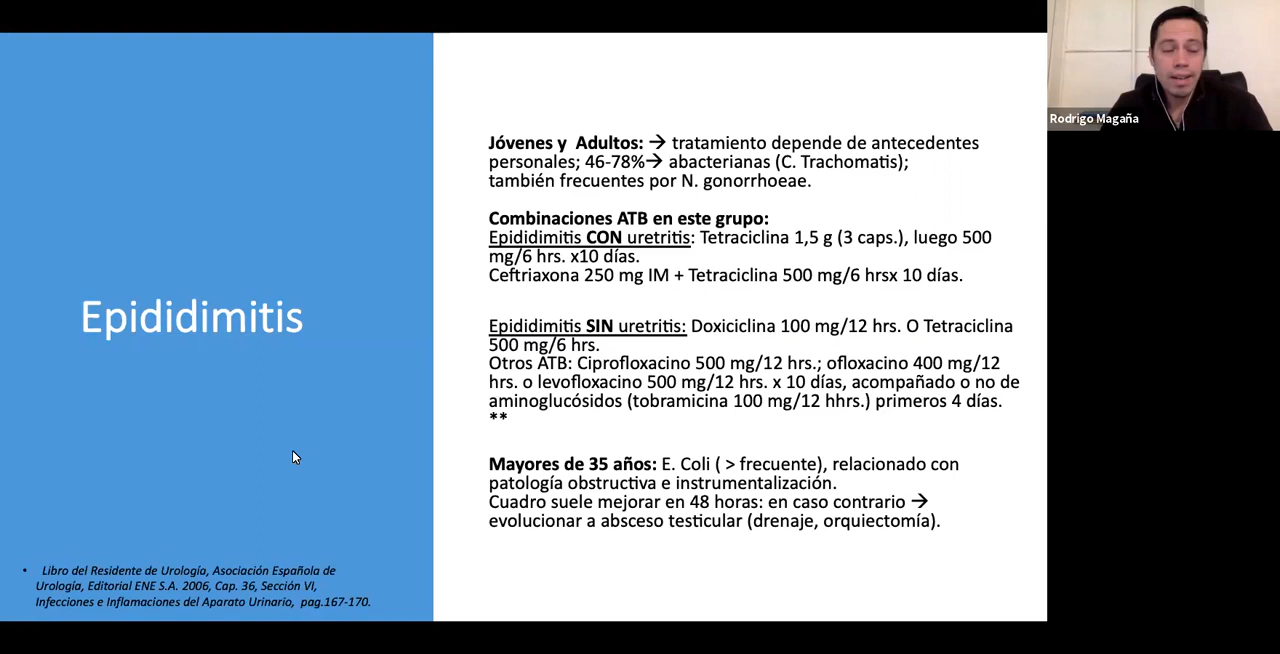 Rodrigo Magaña
Jóvenes y Adultos: → tratamiento depende de antecedentes
personales; 46-78%→ abacterianas (C. Trachomatis);
también frecuentes por N. gonorrhoeae.
Combinaciones ATB en este grupo:
Epididimitis CON uretritis: Tetraciclina 1,5 g (3 caps.), luego 500
mg/6 hrs. x10 días.
Ceftriaxona 250 mg IM + Tetraciclina 500 mg/6 hrsx 10 días.
Epididimitis
Epididimitis SIN uretritis: Doxiciclina 100 mg/12 hrs. O Tetraciclina
500 mg/6 hrs.
Otros ATB: Ciprofloxacino 500 mg/12 hrs.; ofloxacino 400 mg/12
hrs. o levofloxacino 500 mg/12 hrs. x 10 días, acompañado o no de
aminoglucósidos (tobramicina 100 mg/12 hhrs.) primeros 4 días.
**
Mayores de 35 años: E. Coli ( > frecuente), relacionado con
patología obstructiva e instrumentalización.
Cuadro suele mejorar en 48 horas: en caso contrario →
evolucionar a absceso testicular (drenaje, orquiectomía).
• Libro del Residente de Urología, Asociación Española de
Urología, Editorial ENE S.A. 2006, Cap. 36, Sección VI,
Infecciones e Inflamaciones del Aparato Urinario, pag.167-170.